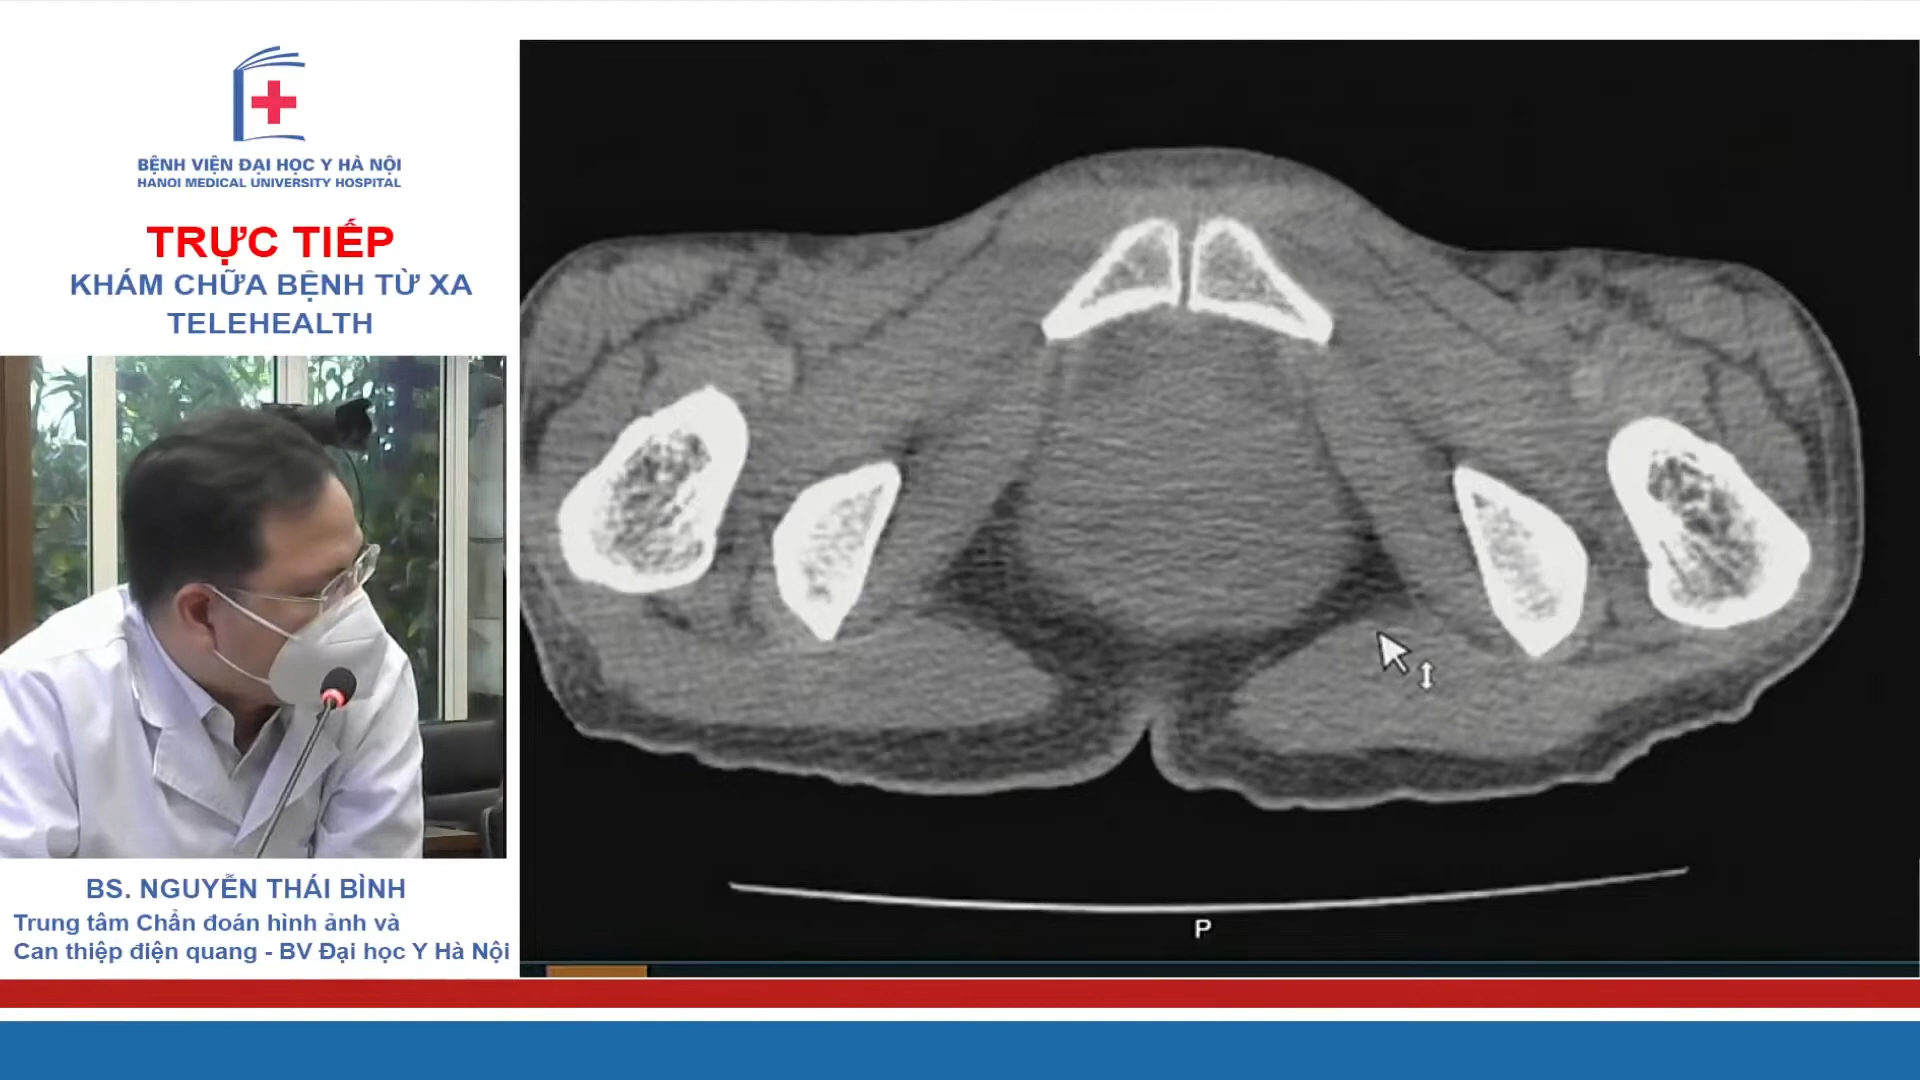 BỆNH VIỆN ĐẠI HỌC Y HÀ NỘI
HANOI MEDICAL UNIVERSITY HOSPITAL
TRỰC TIẾP
KHÁM CHỮA BỆNH TỪ XA
TELEHEALTH
BS. NGUYỄN THÁI BÌNH
Trung tâm Chẩn đoán hình ảnh và
Can thiệp điện quang - BV Đại học Y Hà Nội
P